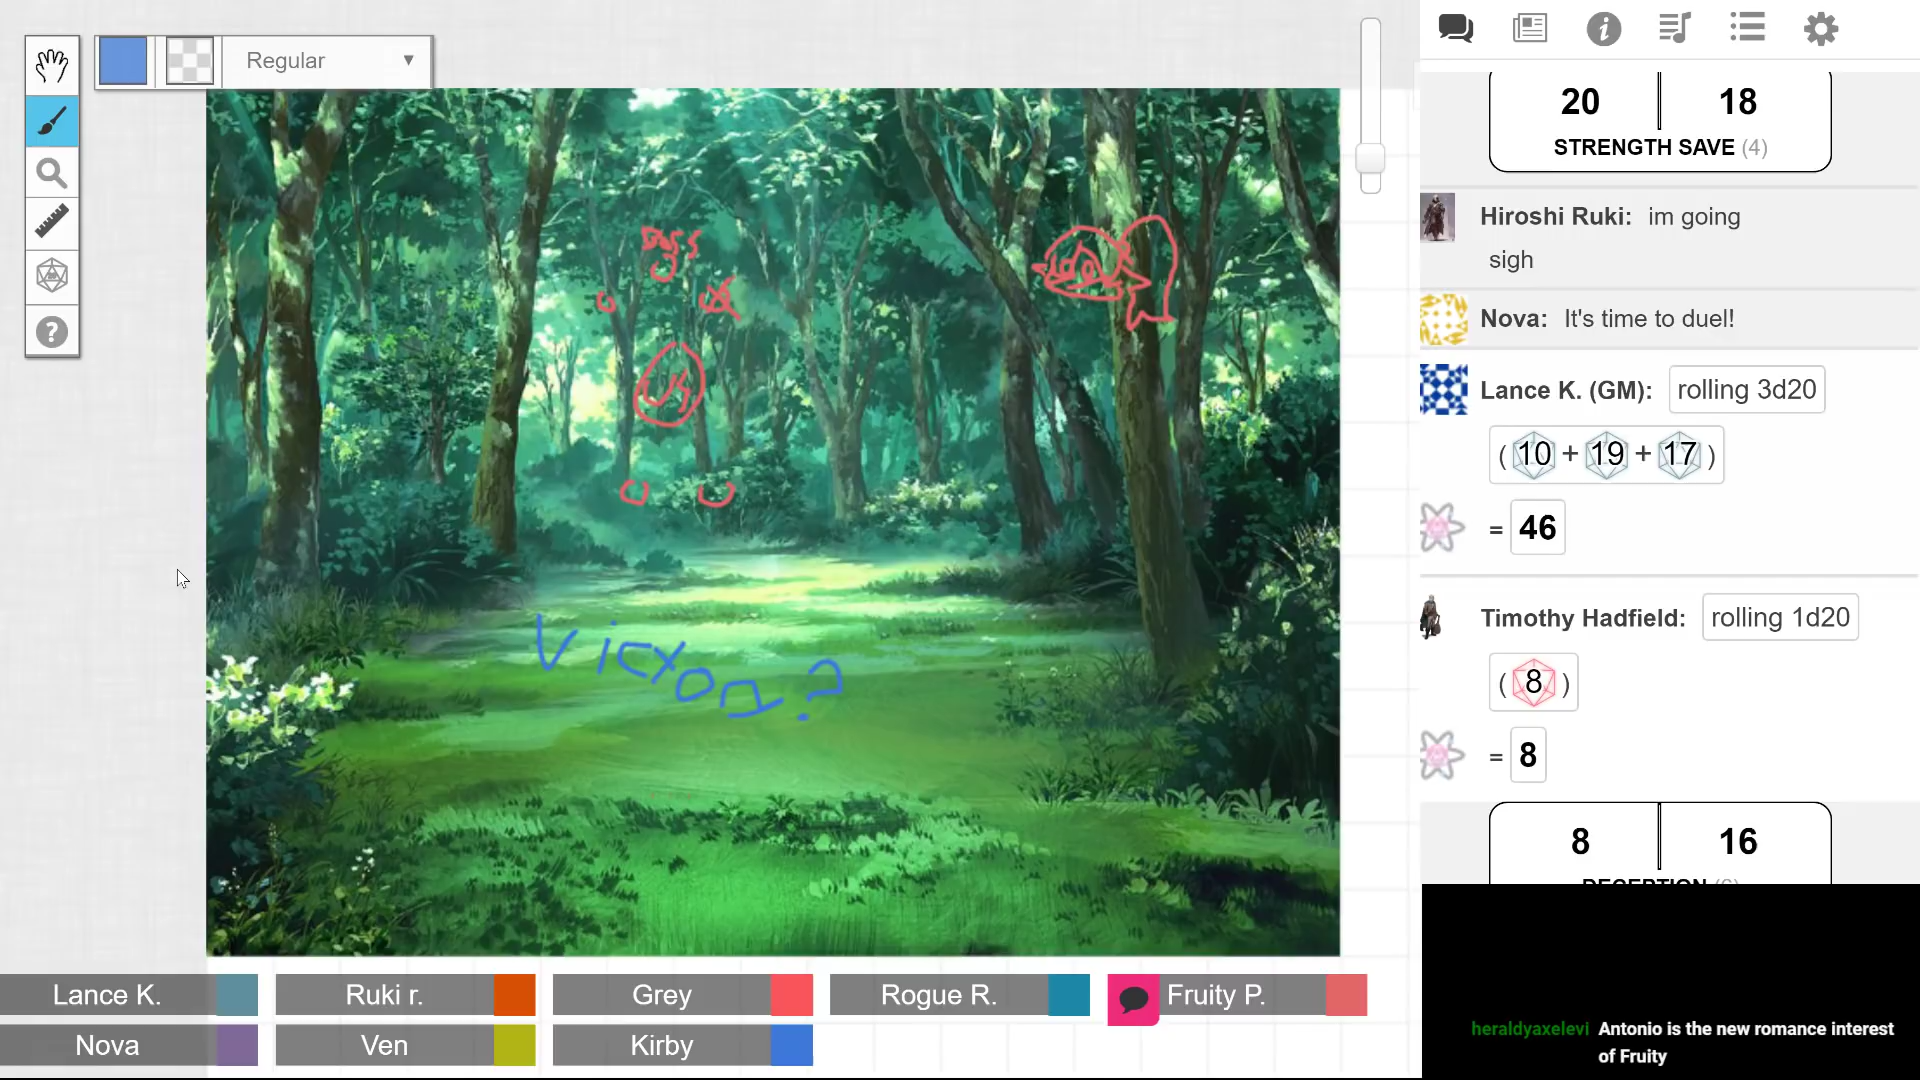 Regular
20 18
STRENGTH SAVE (4)
Hiroshi Ruki: im going
sigh
Nova: It's time to duel!
Lance K. (GM): rolling 3d20
(10+19+17)
= 46
Timothy Hadfield: rolling 1d20
(8)
= 8
8 16
Boss
us
Lance K.
Ruki r.
Grey
Rogue R.
Fruity P.
Nova
Ven
Kirby
heraldyaxelevi Antonio is the new romance interest
of Fruity